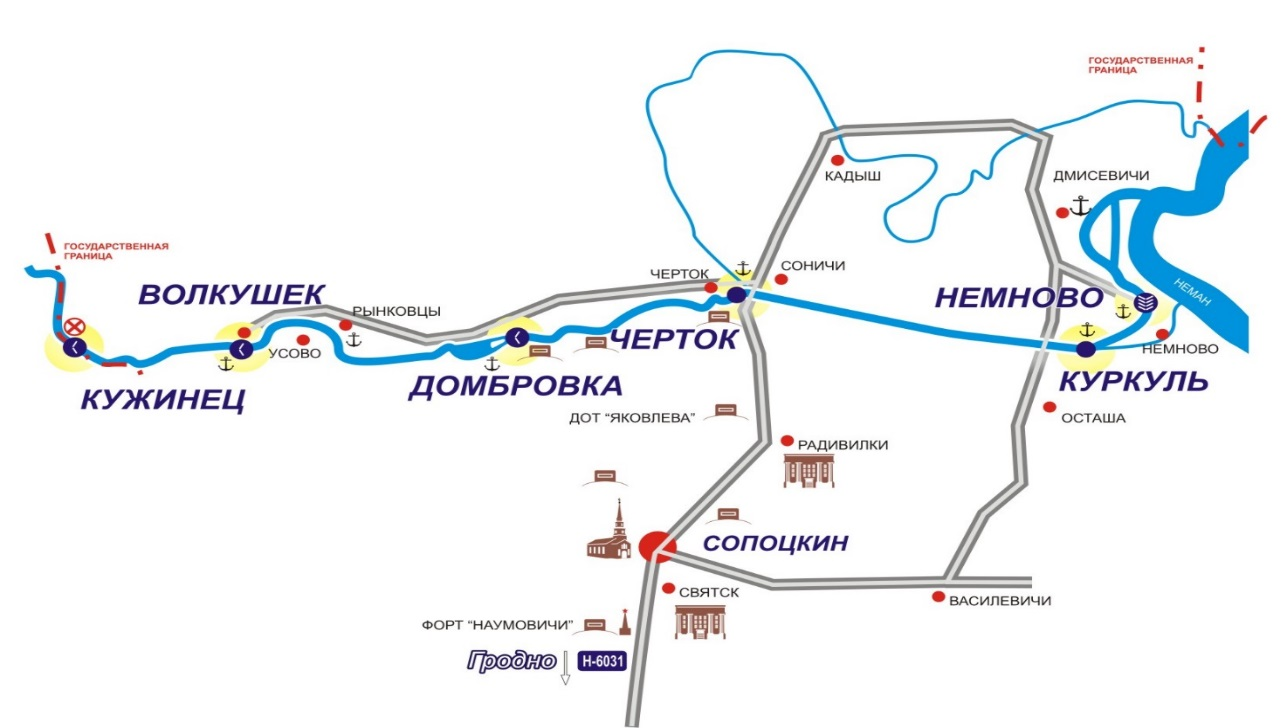 ГОСУДАРСТВЕННАЯ
ГРАНИЦА
КАДЫШ
ДМИСЕВИЧИ
ГОСУДАРСТВЕННАЯ
ГРАНИЦА
ЧЕРТОК
СОНИЧИ
ВОЛКУШЕК
НЕМНОВО
НЕМАН
РЫНКОВЦЫ
УСОВО
ЧЕРТОК
НЕМНОВО
КУЖИНЕЦ
ДОМБРОВКА
КУРКУЛЬ
ДОТ "ЯКОВЛЕВА"
ОСТАША
РАДИВИЛКИ
СОПОЦКИН
СВЯТСК
ВАСИЛЕВИЧИ
ФОРТ "НАУМОВИЧИ"
Гродно
Н-6031